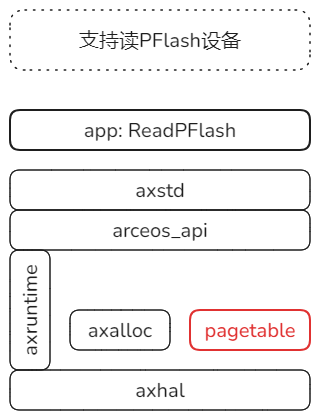 支持读PFlash设备
app: ReadPFlash
axstd
arceos_api
axruntime
axalloc
pagetable
axhal